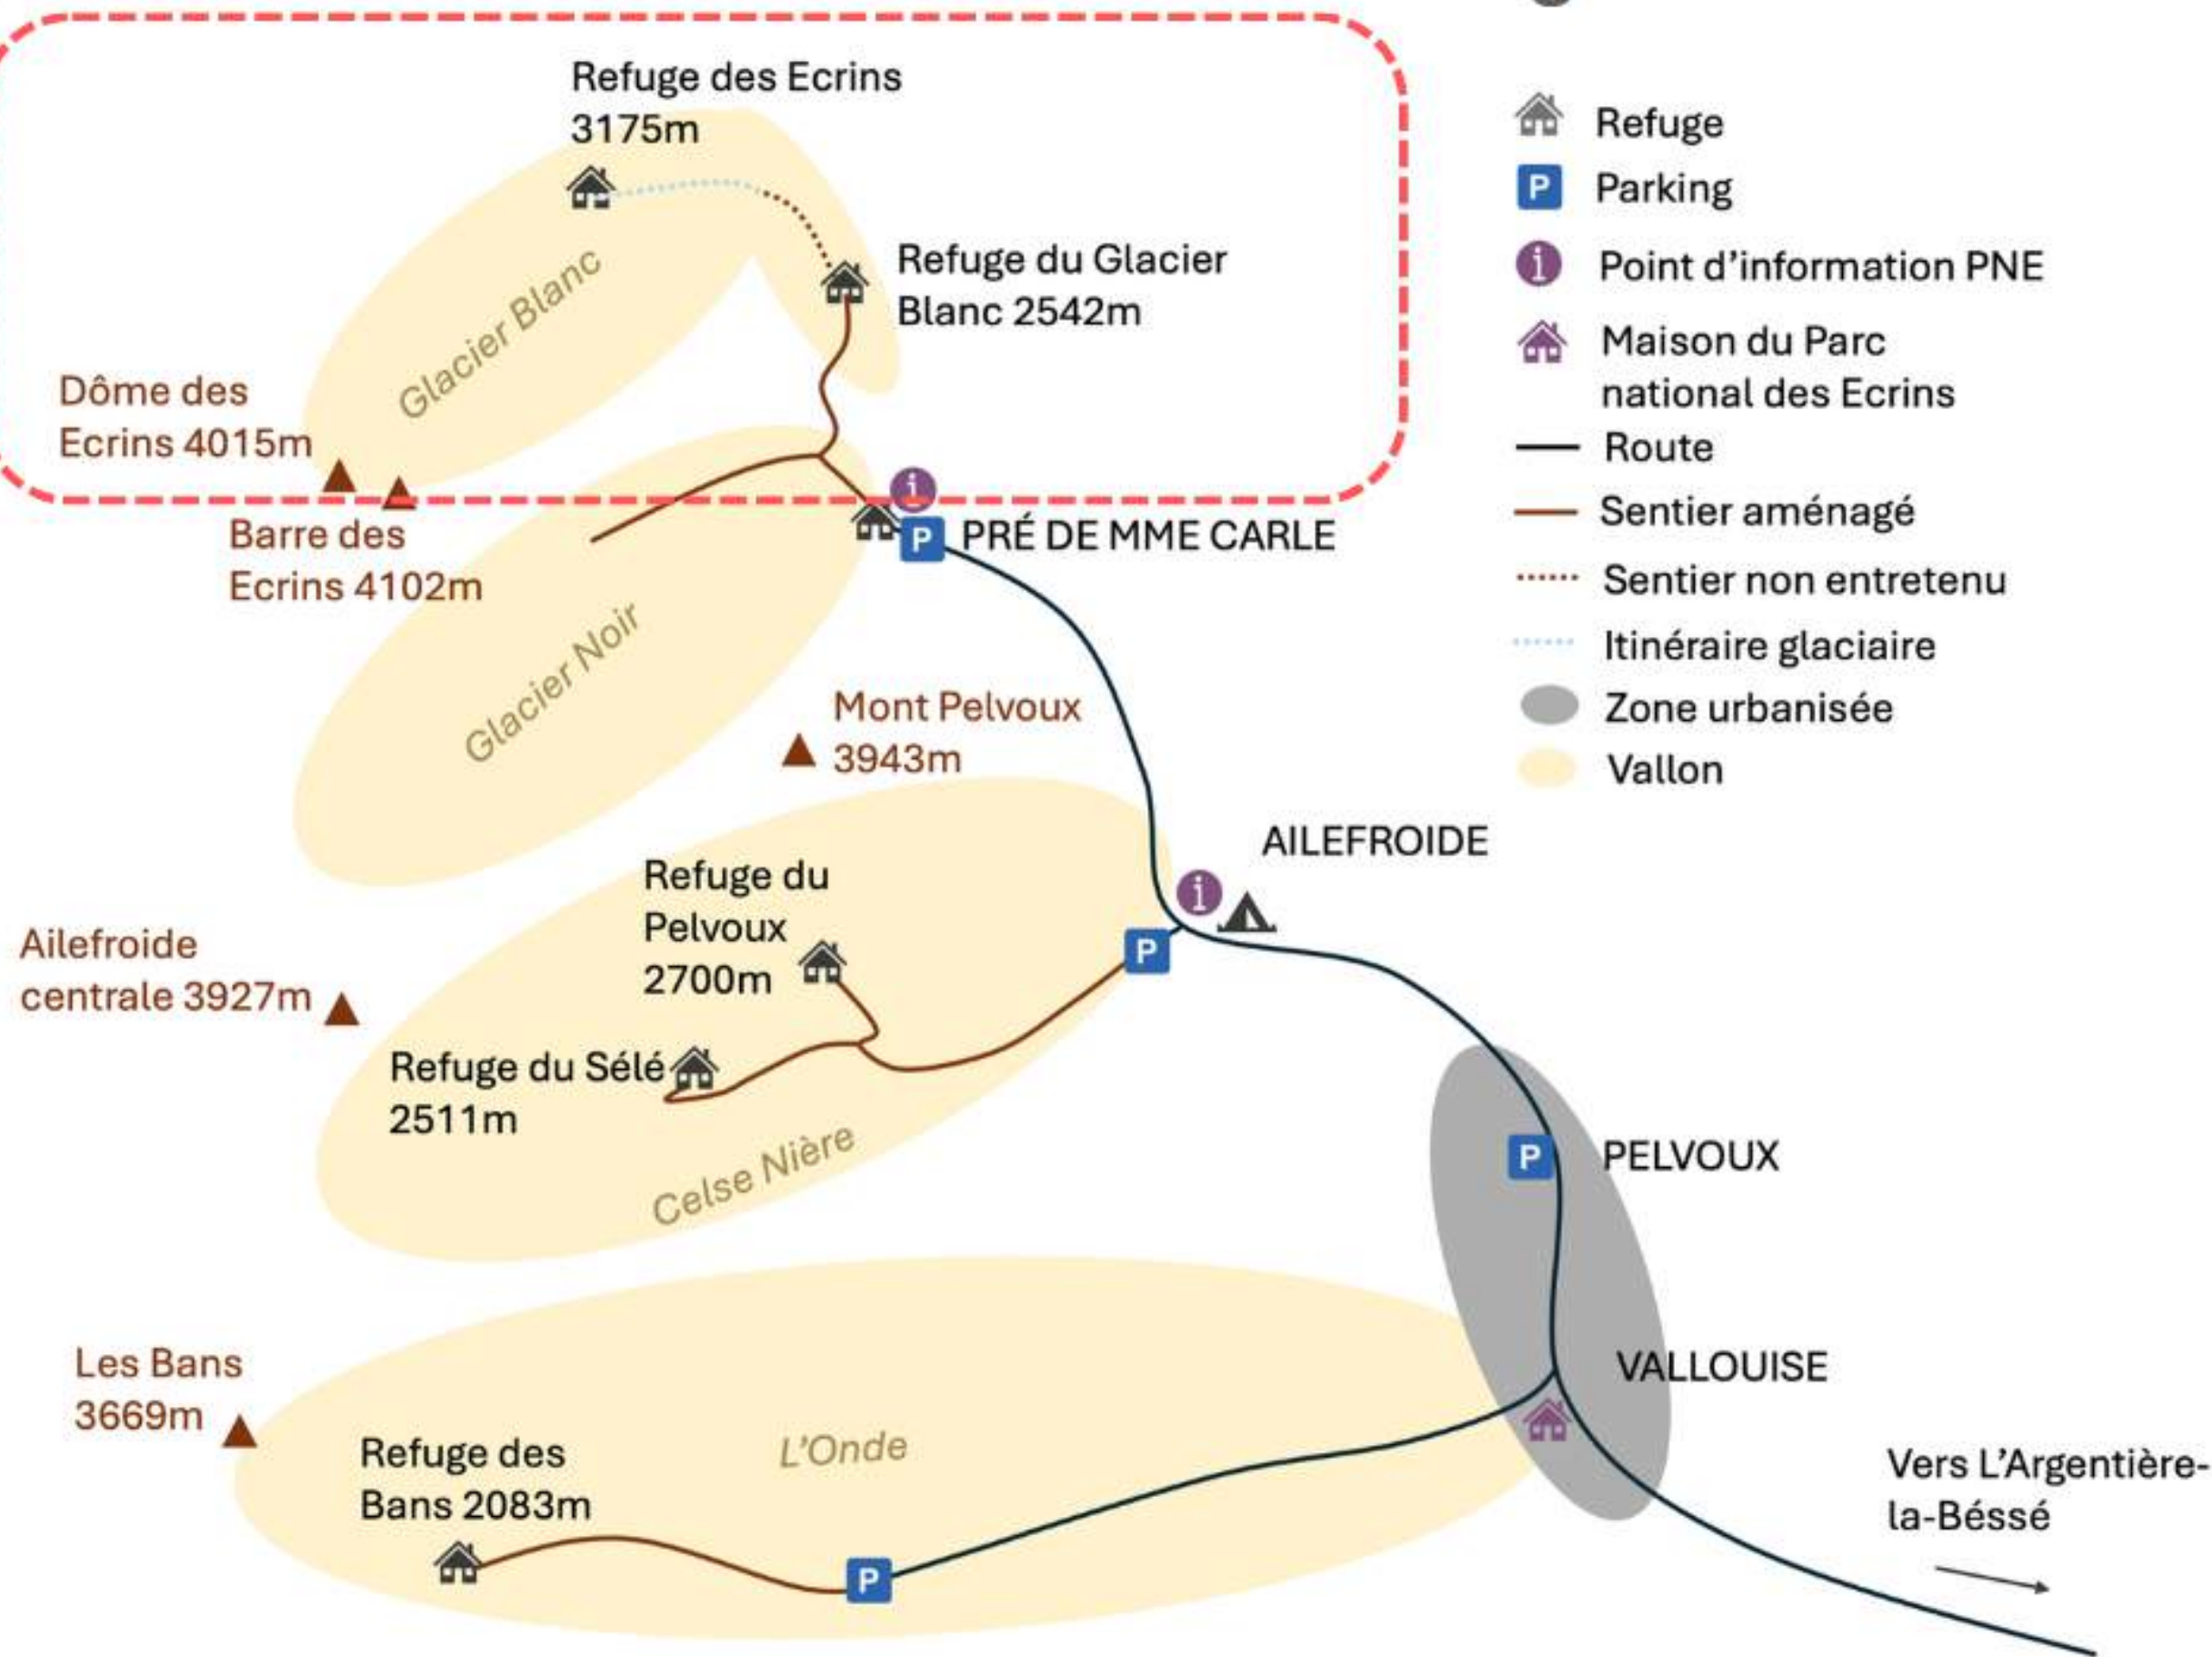 Refuge des Ecrins
3175m
Refuge du Glacier
Blanc 2542m
Glacier Blanc
Dôme des
Ecrins 4015m
Barre des
Ecrins 4102m
i
P
PRÉ DE MME CARLE
Glacier Noir
Mont Pelvoux
3943m
AILEFROIDE
i
P
Refuge du
Pelvoux
2700m
Ailefroide
centrale 3927m
Refuge du Sélé
2511m
Celse Nière
P
PELVOUX
VALLOUISE
Les Bans
3669m
L'Onde
Refuge des
Bans 2083m
P
Vers L'Argentière-
la-Béssé
Refuge
P
Parking
i
Point d'information PNE
Maison du Parc
national des Ecrins
Route
Sentier aménagé
Sentier non entretenu
Itinéraire glaciaire
Zone urbanisée
Vallon